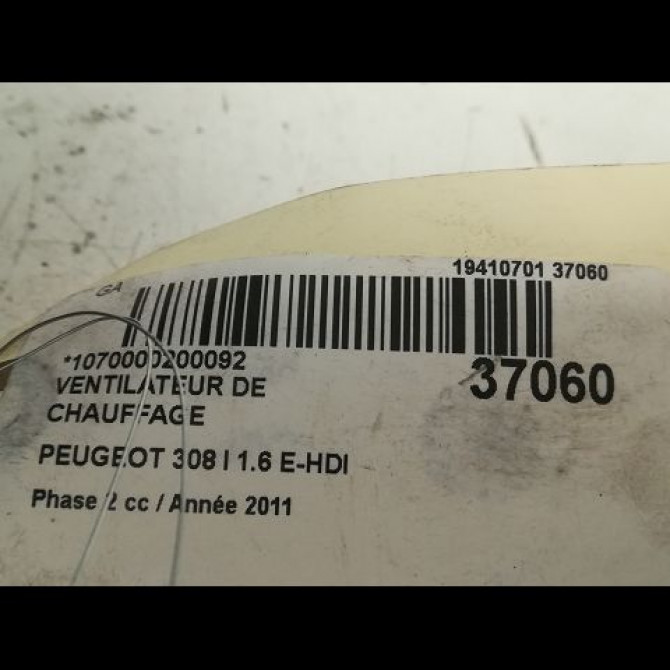 19410701 37060
GA
*1070000200092
37060
VENTILATEUR DE
CHAUFFAGE
PEUGEOT 308 I 1.6 E-HDI
Phase 2 cc / Année 2011